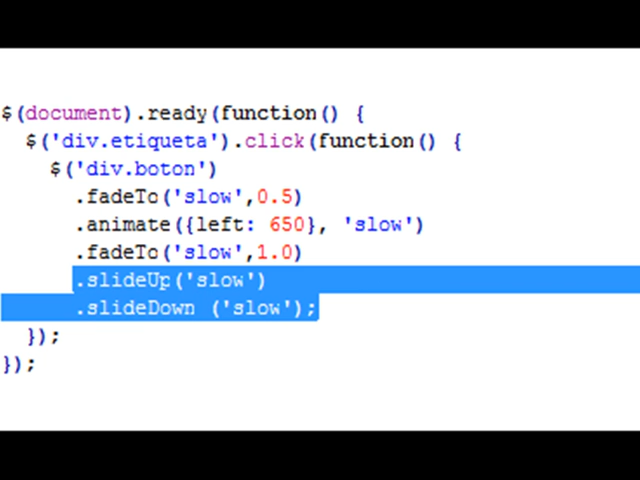 $(document).ready(function() {
$('div.etiqueta').click(function() {
$('div.boton')
.fadeTo('slow',0.5)
.animate({left: 650}, 'slow')
.fadeTo('slow',1.0)
.slideUp('slow')
.slideDown ('slow');
});
});